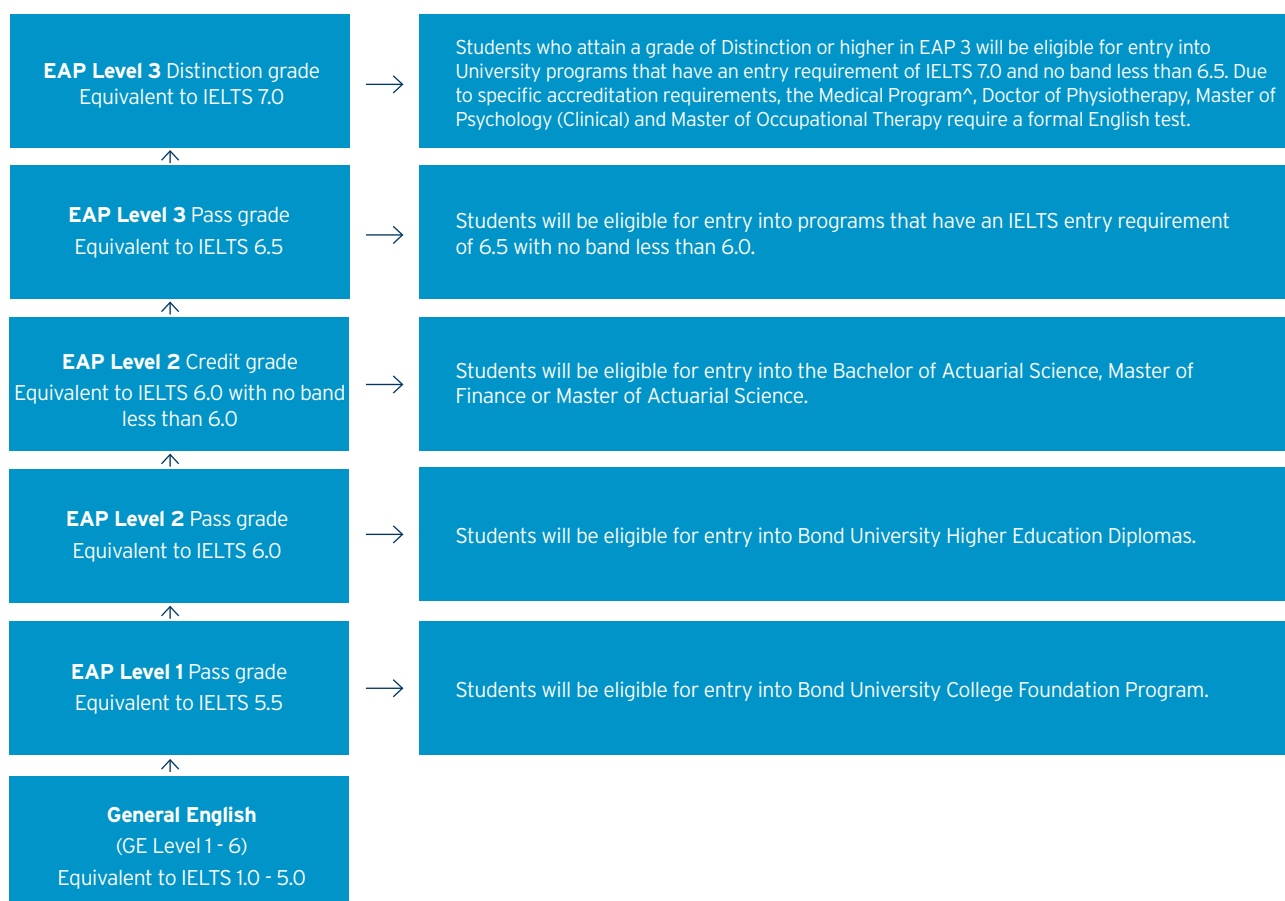 EAP Level 3 Distinction grade
Equivalent to IELTS 7.0
Students who attain a grade of Distinction or higher in EAP 3 will be eligible for entry into
University programs that have an entry requirement of IELTS 7.0 and no band less than 6.5. Due
to specific accreditation requirements, the Medical Program^, Doctor of Physiotherapy, Master of
Psychology (Clinical) and Master of Occupational Therapy require a formal English test.
EAP Level 3 Pass grade
Equivalent to IELTS 6.5
Students will be eligible for entry into programs that have an IELTS entry requirement
of 6.5 with no band less than 6.0.
EAP Level 2 Credit grade
Equivalent to IELTS 6.0 with no band
less than 6.0
Students will be eligible for entry into the Bachelor of Actuarial Science, Master of
Finance or Master of Actuarial Science.
EAP Level 2 Pass grade
Equivalent to IELTS 6.0
Students will be eligible for entry into Bond University Higher Education Diplomas.
EAP Level 1 Pass grade
Equivalent to IELTS 5.5
Students will be eligible for entry into Bond University College Foundation Program.
General English
(GE Level 1 - 6)
Equivalent to IELTS 1.0 - 5.0